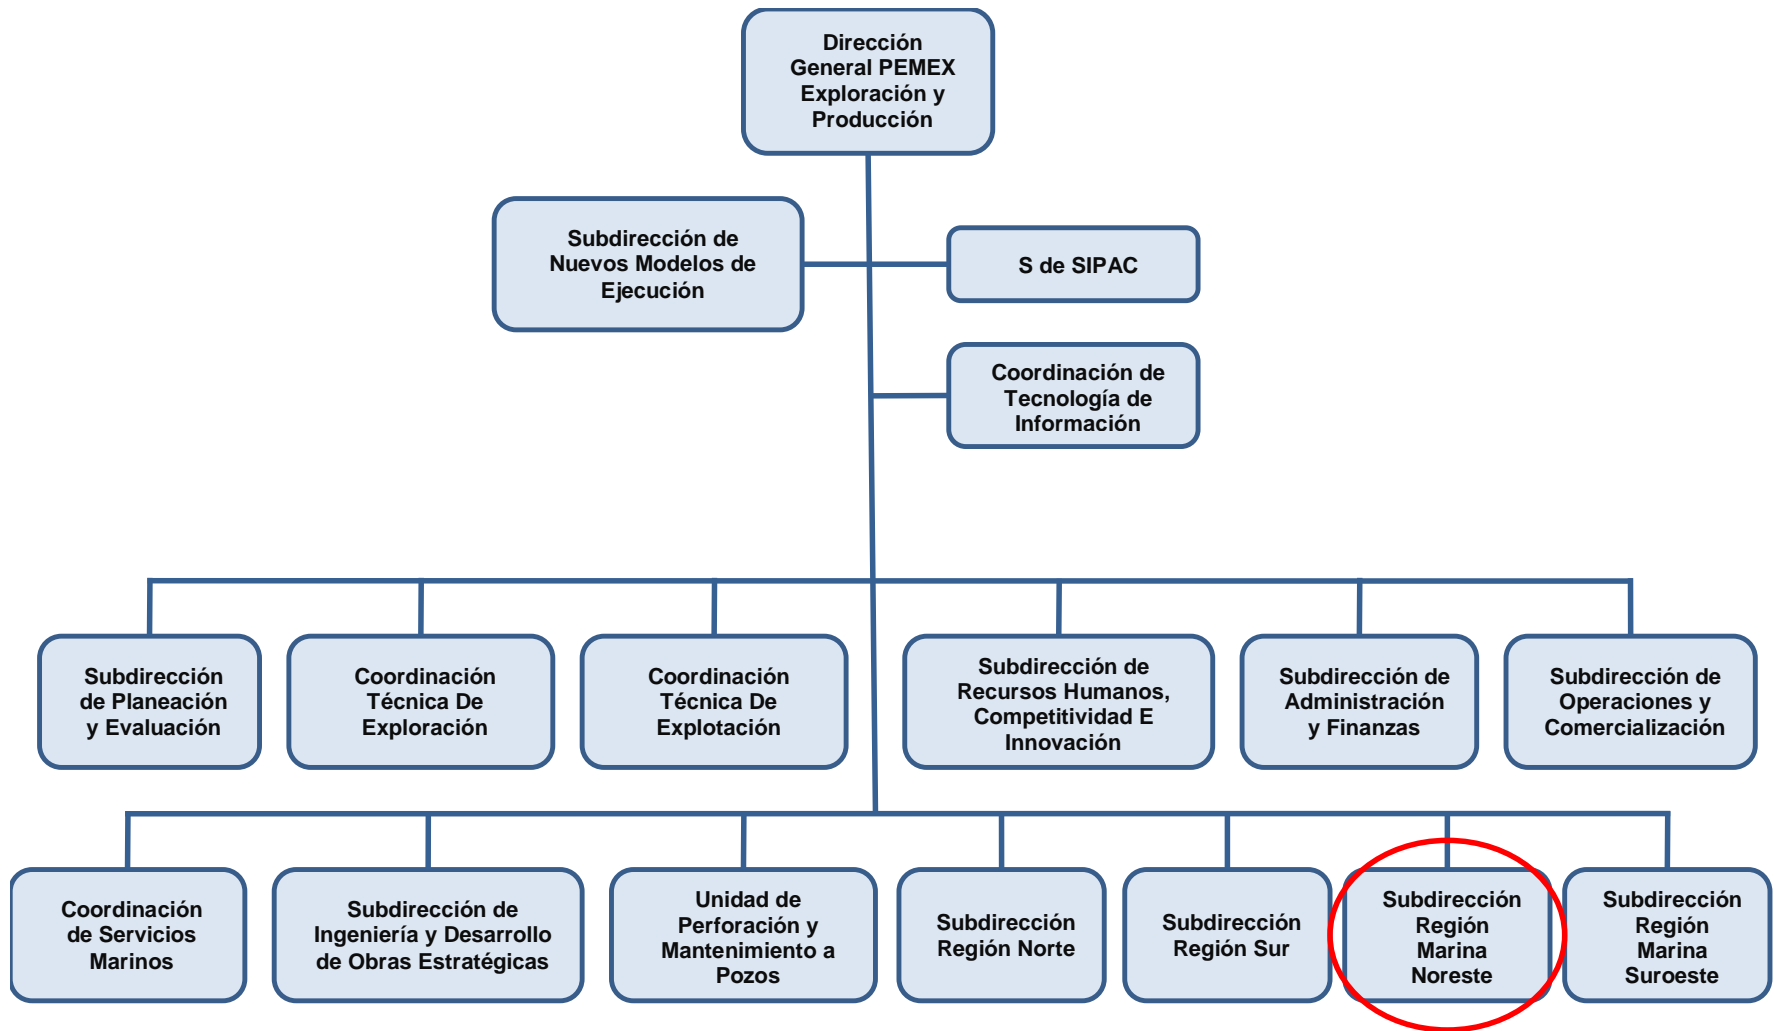 Dirección
General PEMEX
Exploración y
Producción
Subdirección de
Nuevos Modelos de
Ejecución
S de SIPAC
Coordinación de
Tecnología de
Información
Subdirección
de Planeación
y Evaluación
Coordinación
Técnica De
Exploración
Coordinación
Técnica De
Explotación
Subdirección de
Recursos Humanos,
Competitividad E
Innovación
Subdirección de
Administración
y Finanzas
Subdirección de
Operaciones y
Comercialización
Coordinación
de Servicios
Marinos
Subdirección de
Ingeniería y Desarrollo
de Obras Estratégicas
Unidad de
Perforación y
Mantenimiento a
Pozos
Subdirección
Región Norte
Subdirección
Región Sur
Subdirección
Región
Marina
Noreste
Subdirección
Región
Marina
Suroeste